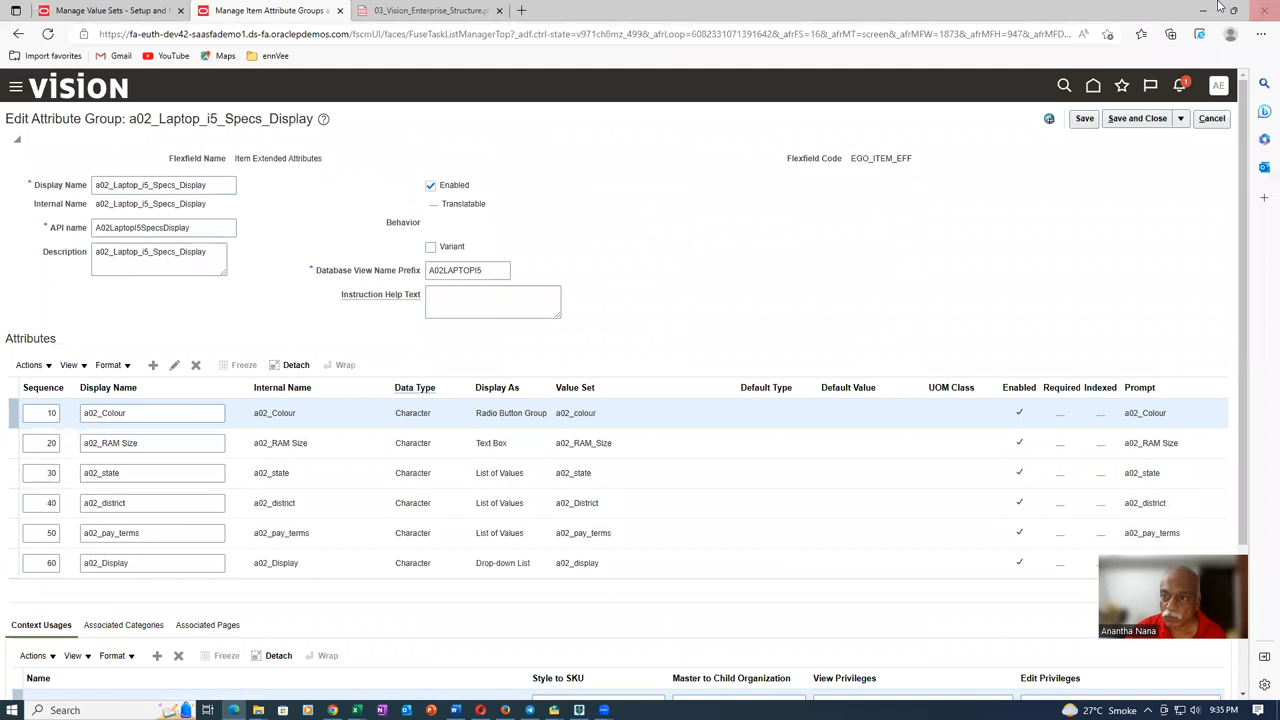 Manage Value Sets - Setup and
Manage Item Attribute Groups a
03_Vision_Enterprise_Structure.p
https://fa-euth-dev42-saasfademo1.ds-fa.oraclepdemos.com/fscmUI/faces/FuseTaskListManagerTop?_adf.ctrl-state=v971ch8mz_499&_afrLoop=6082331071391642&_afrFS=16&_afrMT=screen&_afrMFW=1873&_afrMFH=947&_afrMFD...
Import favorites
Gmail
YouTube
Maps
ennVee
VISION
1
AE
Edit Attribute Group: a02_Laptop_i5_Specs_Display
Save
Save and Close
Cancel
Flexfield Name Item Extended Attributes
Flexfield Code EGO_ITEM_EFF
* Display Name a02_Laptop_i5_Specs_Display
Enabled
Internal Name a02_Laptop_i5_Specs_Display
Translatable
* API name A02LaptopI5SpecsDisplay
Behavior
Description a02_Laptop_i5_Specs_Display
Variant
* Database View Name Prefix A02LAPTOPI5
Instruction Help Text
Attributes
Actions View Format Freeze Detach Wrap
Sequence Display Name Internal Name Data Type Display As Value Set Default Type Default Value UOM Class Enabled Required Indexed Prompt
10 a02_Colour a02_Colour Character Radio Button Group a02_colour a02_Colour
20 a02_RAM Size a02_RAM Size Character Text Box a02_RAM_Size a02_RAM Size
30 a02_state a02_state Character List of Values a02_state a02_state
40 a02_district a02_district Character List of Values a02_District a02_district
50 a02_pay_terms a02_pay_terms Character List of Values a02_pay_terms a02_pay_terms
60 a02_Display a02_Display Character Drop-down List a02_display
Anantha Nana
Context Usages Associated Categories Associated Pages
Actions View Format Freeze Detach Wrap
Name Style to SKU Master to Child Organization View Privileges Edit Privileges
Search
27°C Smoke
ENG
9:35 PM